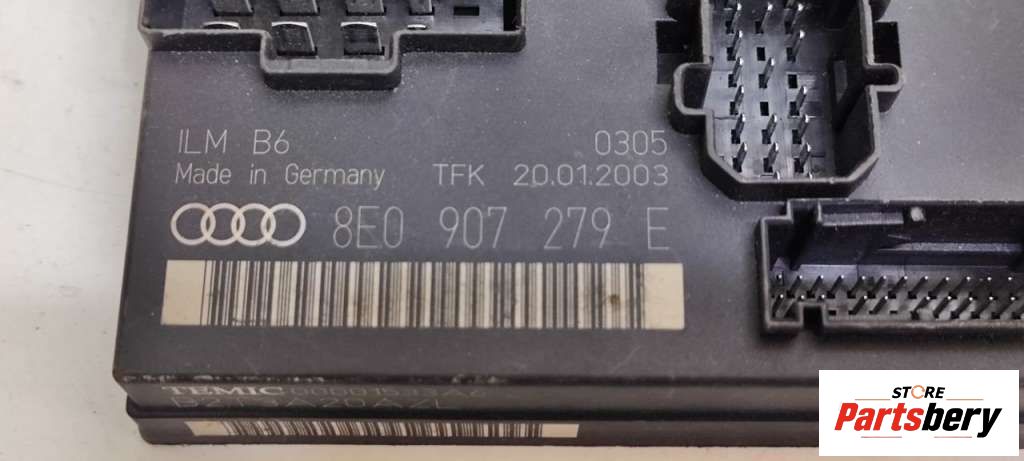 ILM B6 0305
Made in Germany TFK 20.01.2003
8E0 907 279 E
TEMIC
STORE
Partsbery